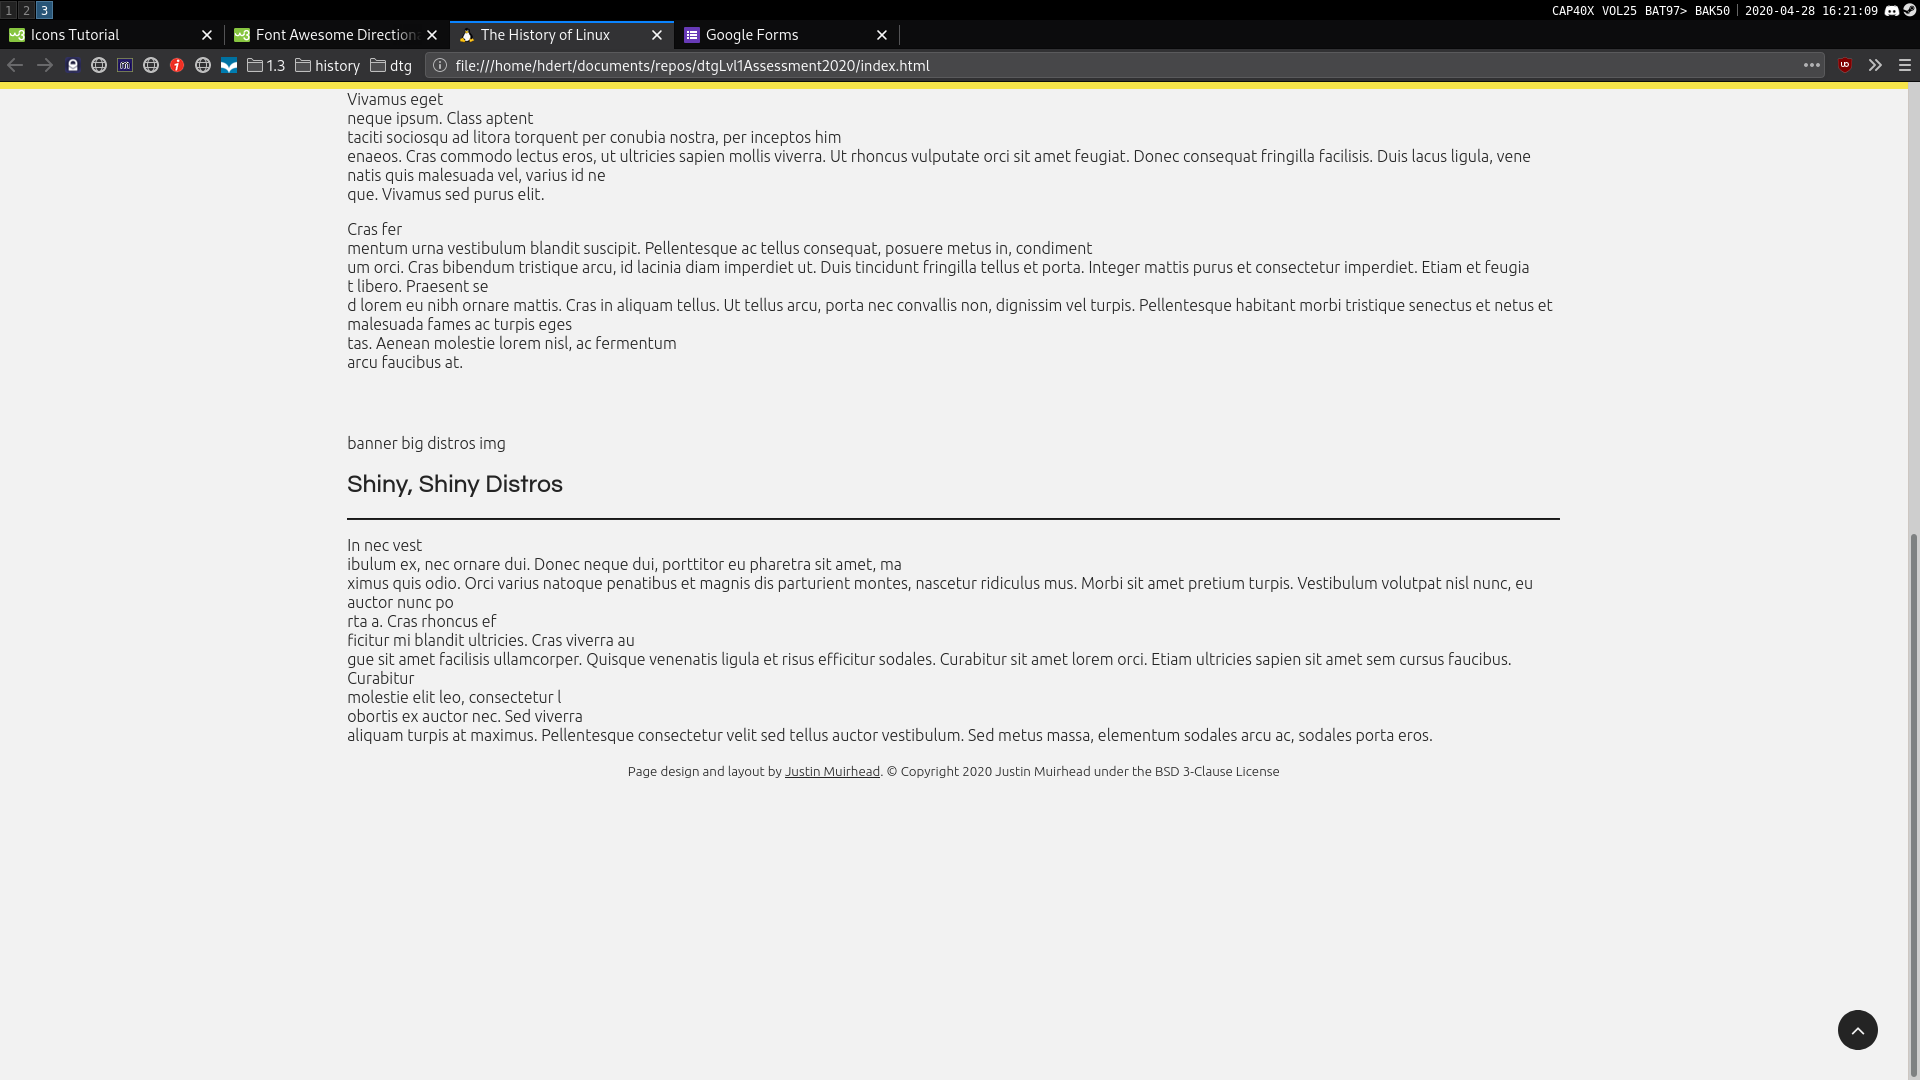 1 2 3
CAP40X VOL25 BAT97> BAK50 2020-04-28 16:21:09
Icons Tutorial
Font Awesome Direction
The History of Linux
Google Forms
1.3 history dtg
file:///home/hdert/documents/repos/dtgLvl1Assessment2020/index.html
Vivamus eget
neque ipsum. Class aptent
taciti sociosqu ad litora torquent per conubia nostra, per inceptos him
enaeos. Cras commodo lectus eros, ut ultricies sapien mollis viverra. Ut rhoncus vulputate orci sit amet feugiat. Donec consequat fringilla facilisis. Duis lacus ligula, vene
natis quis malesuada vel, varius id ne
que. Vivamus sed purus elit.
Cras fer
mentum urna vestibulum blandit suscipit. Pellentesque ac tellus consequat, posuere metus in, condiment
um orci. Cras bibendum tristique arcu, id lacinia diam imperdiet ut. Duis tincidunt fringilla tellus et porta. Integer mattis purus et consectetur imperdiet. Etiam et feugia
t libero. Praesent se
d lorem eu nibh ornare mattis. Cras in aliquam tellus. Ut tellus arcu, porta nec convallis non, dignissim vel turpis. Pellentesque habitant morbi tristique senectus et netus et
malesuada fames ac turpis eges
tas. Aenean molestie lorem nisl, ac fermentum
arcu faucibus at.
banner big distros img
Shiny, Shiny Distros
In nec vest
ibulum ex, nec ornare dui. Donec neque dui, porttitor eu pharetra sit amet, ma
ximus quis odio. Orci varius natoque penatibus et magnis dis parturient montes, nascetur ridiculus mus. Morbi sit amet pretium turpis. Vestibulum volutpat nisl nunc, eu
auctor nunc po
rta a. Cras rhoncus ef
ficitur mi blandit ultricies. Cras viverra au
gue sit amet facilisis ullamcorper. Quisque venenatis ligula et risus efficitur sodales. Curabitur sit amet lorem orci. Etiam ultricies sapien sit amet sem cursus faucibus.
Curabitur
molestie elit leo, consectetur l
obortis ex auctor nec. Sed viverra
aliquam turpis at maximus. Pellentesque consectetur velit sed tellus auctor vestibulum. Sed metus massa, elementum sodales arcu ac, sodales porta eros.
Page design and layout by Justin Muirhead. © Copyright 2020 Justin Muirhead under the BSD 3-Clause License